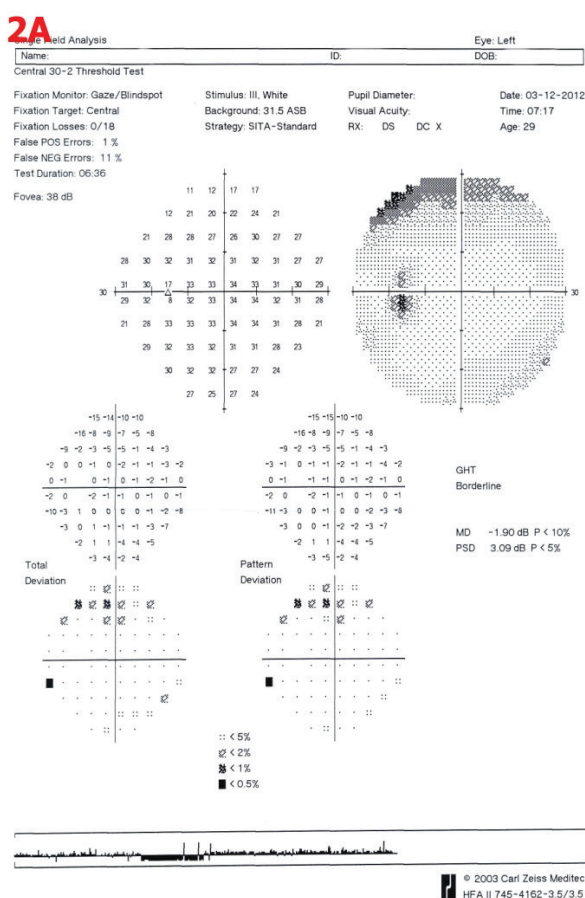 2A
Single Field Analysis Eye: Left
Name: ID: DOB:
Central 30-2 Threshold Test
Fixation Monitor: Gaze/Blindspot Stimulus: III, White Pupil Diameter: Date: 03-12-2012
Fixation Target: Central Background: 31.5 ASB Visual Acuity: Time: 07:17
Fixation Losses: 0/18 Strategy: SITA-Standard RX: DS DC X Age: 29
False POS Errors: 1 %
False NEG Errors: 11 %
Test Duration: 06:36
Fovea: 38 dB
11 12 17 17
12 21 20 22 24 21
21 28 28 27 26 30 27 27
28 30 32 31 32 31 32 31 27 27
30 31 30 17 33 33 34 33 31 30 29 30
29 32 8 32 33 34 34 32 31 28
21 28 33 33 33 34 34 31 28 21
29 32 33 32 31 31 28 23
30 32 32 27 27 24
27 25 27 24
-15 -14 -10 -10 -15 -15 -10 -10
-16 -8 -9 -7 -5 -8 -16 -8 -9 -7 -5 -8
-9 -2 -3 -5 -5 -1 -4 -3 -9 -2 -3 -5 -5 -1 -4 -3
-2 0 0 -1 0 -2 -1 -1 -3 -2 -3 -1 0 -1 -1 -2 -1 -1 -4 -2
0 -1 0 -1 0 -1 -1 0 0 -1 0 -1 -1 -1 -1 0
-2 0 -2 -1 -1 0 -1 0 -1 -2 0 -2 -1 -1 0 -2 0 -1
-10 -3 1 0 0 0 0 -1 -2 -8 -11 -3 0 0 -1 0 0 -2 -3 -8
-3 0 1 -1 -1 -1 -3 -7 -3 0 0 -1 -2 -2 -3 -7
-2 1 1 -4 -4 -5 -2 1 1 -4 -4 -5
-3 -4 -2 -4 -3 -5 -2 -4
GHT
Borderline
MD -1.90 dB P < 10%
PSD 3.09 dB P < 5%
Total Deviation
Pattern Deviation
< 5%
< 2%
< 1%
< 0.5%
© 2003 Carl Zeiss Meditec
HFA II 745-4162-3.5/3.5